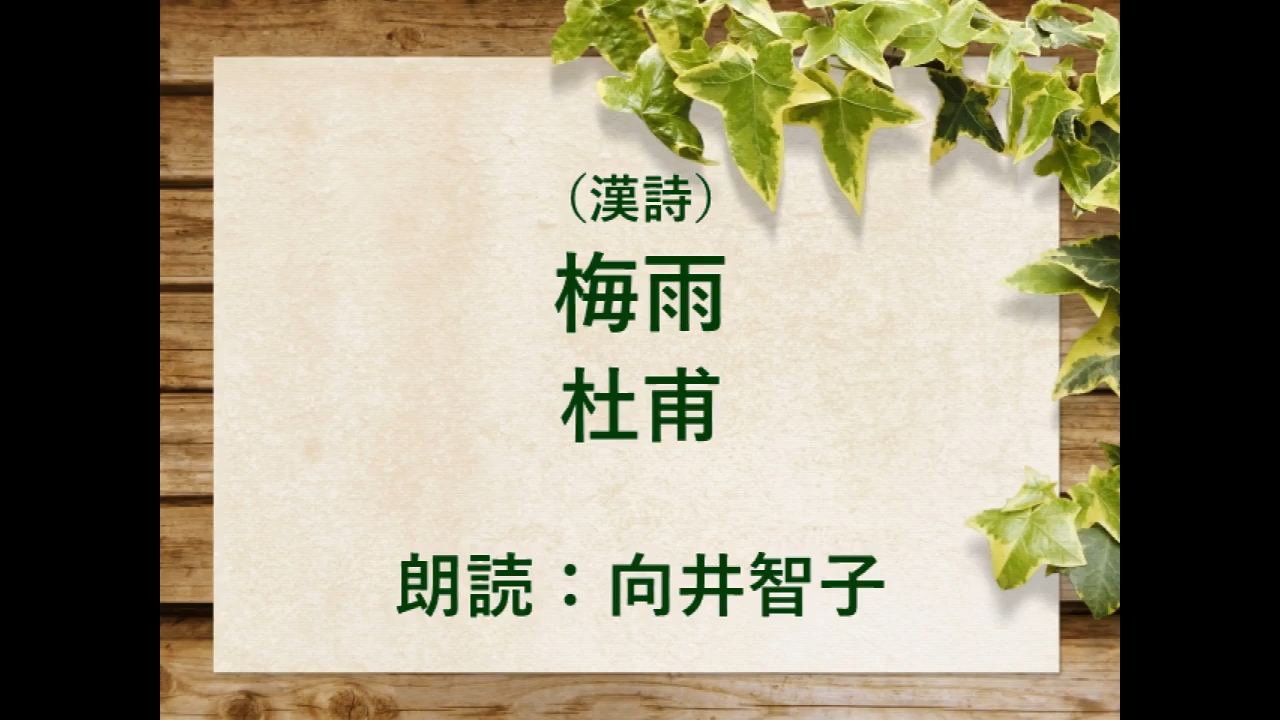 （漢詩）
梅雨
杜甫
朗読：向井智子